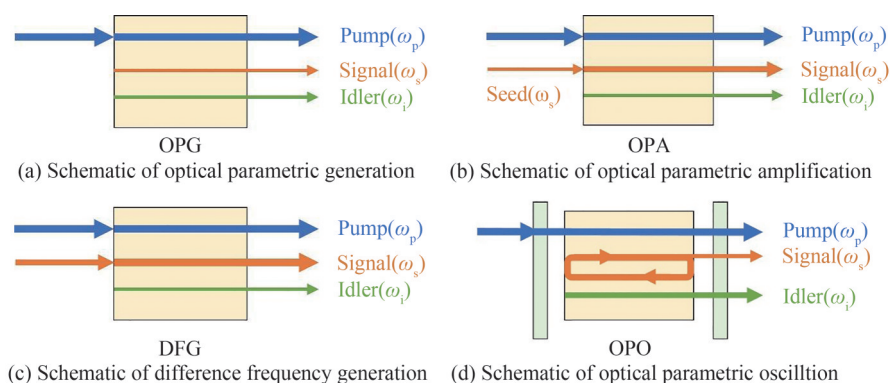 Pump(ωp)
Signal(ωs)
Idler(ωi)
OPG
(a) Schematic of optical parametric generation
Pump(ωp)
Signal(ωs)
Seed(ωs)
Idler(ωi)
OPA
(b) Schematic of optical parametric amplification
Pump(ωp)
Signal(ωs)
Idler(ωi)
DFG
(c) Schematic of difference frequency generation
Pump(ωp)
Signal(ωs)
Idler(ωi)
OPO
(d) Schematic of optical parametric oscilltion